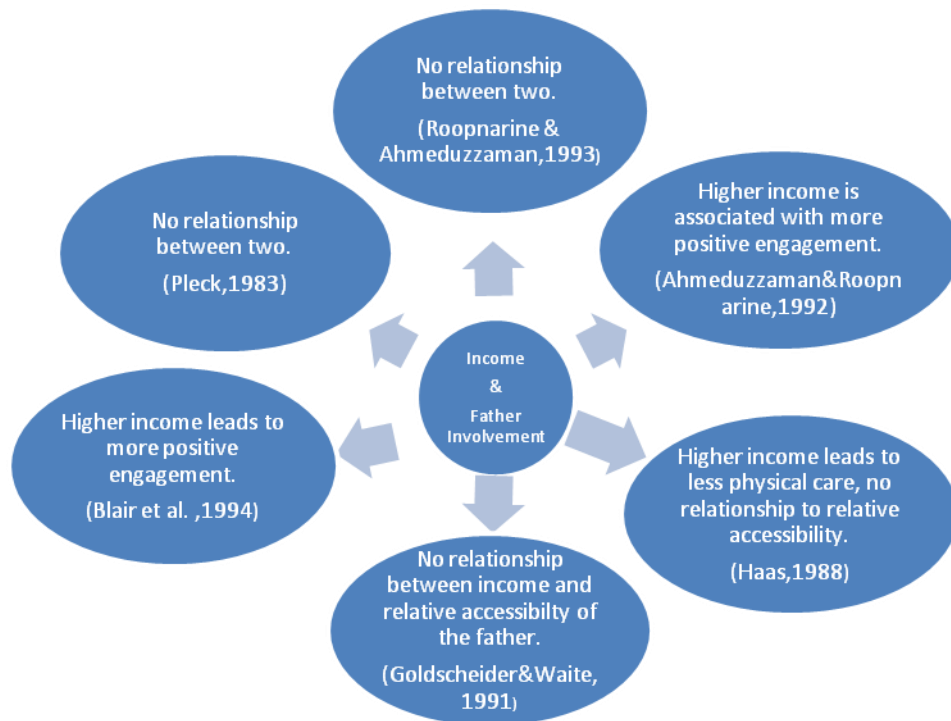 No relationship
between two.
(Roopnarine &
Ahmeduzzaman,1993)
Higher income is
associated with more
positive engagement.
(Ahmeduzzaman&Roopn
arine,1992)
No relationship
between two.
(Pleck,1983)
Income
&
Father
Involvement
Higher income leads to
more positive
engagement.
(Blair et al. ,1994)
Higher income leads to
less physical care, no
relationship to relative
accessibility.
(Haas,1988)
No relationship
between income and
relative accessibilty of
the father.
(Goldscheider&Waite,
1991)